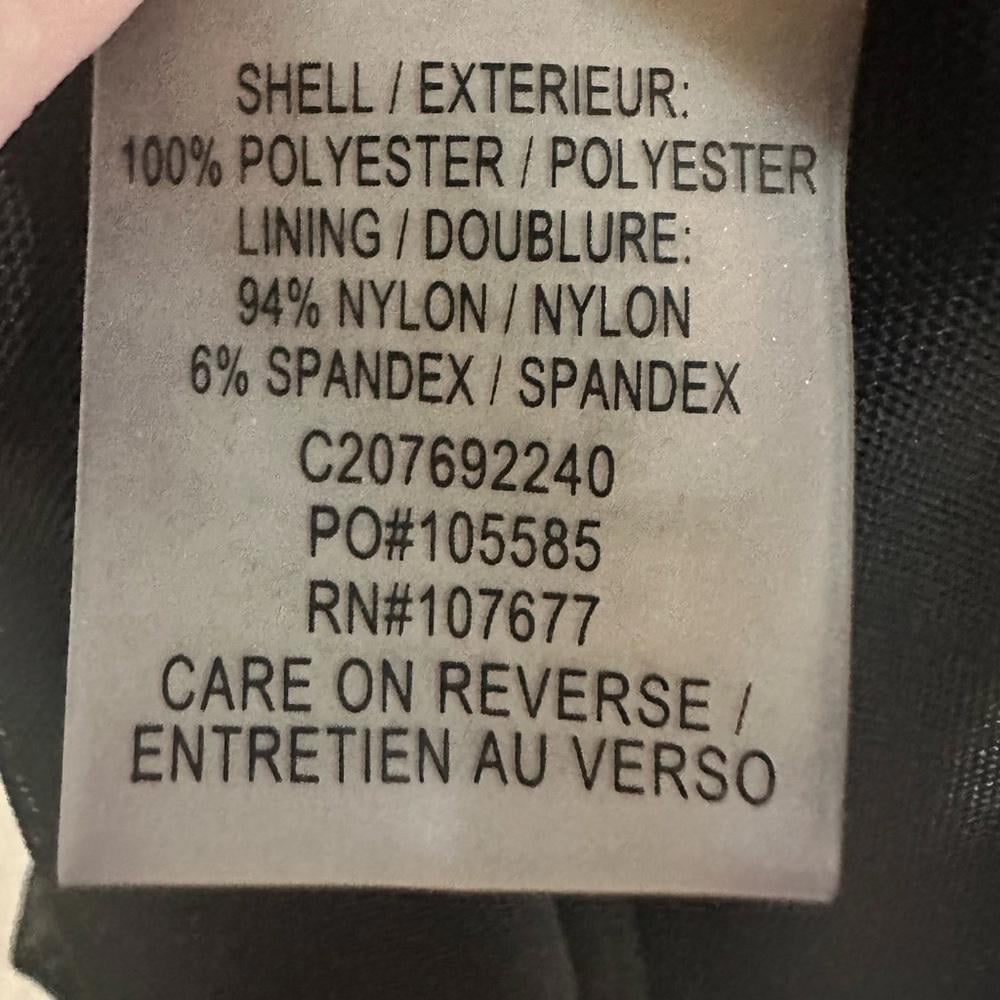 SHELL / EXTERIEUR:
100% POLYESTER / POLYESTER
LINING / DOUBLURE:
94% NYLON / NYLON
6% SPANDEX / SPANDEX
C207692240
PO#105585
RN#107677
CARE ON REVERSE /
ENTRETIEN AU VERSO